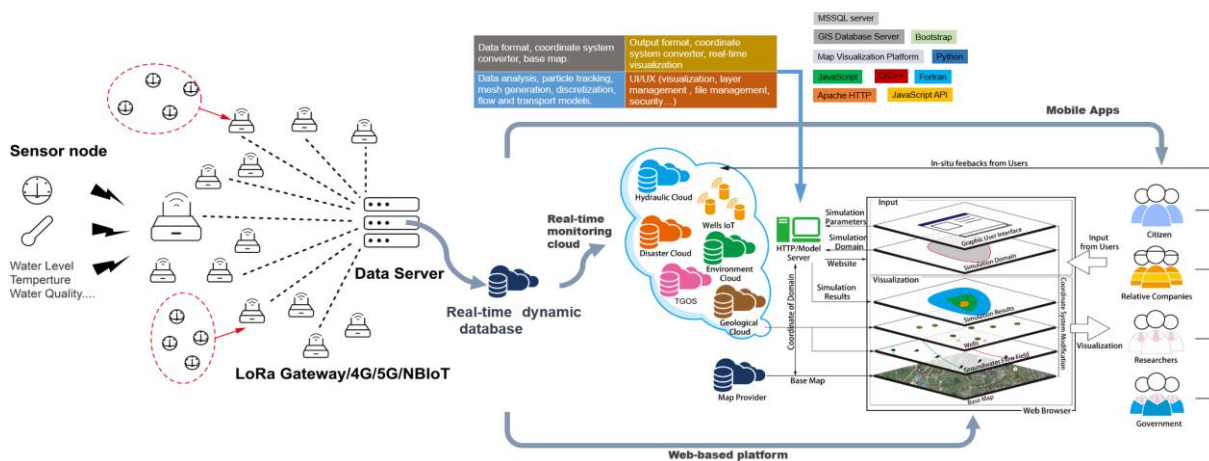 Sensor node
Water Level
Temperture
Water Quality....
LoRa Gateway/4G/5G/NBIoT
Data Server
Real-time dynamic
database
Real-time
monitoring
cloud
Data format, coordinate system
converter, base map.
Output format, coordinate
system converter, real-time
visualization
Data analysis, particle tracking,
mesh generation, discretization,
flow and transport models.
UI/UX (visualization, layer
management , file management,
security…)
MSSQL server
GIS Database Server
Bootstrap
Map Visualization Platform
Python
JavaScript
C/C++
Fortran
Apache HTTP
JavaScript API
Mobile Apps
In-situ feebacks from Users
Hydraulic Cloud
Wells IoT
Disaster Cloud
Environment Cloud
TGOS
Geological
Cloud
Map Provider
HTTP/Model
Server
Simulation
Parameters
Simulation
Domain
Website
Simulation
Results
Coordinate of Domain
Base Map
Input
Graphic User Interface
Simulation Domain
Visualization
Simulation Results
Wells
Groundwater Flow Field
Base Map
Coordinate System Modification
Web Browser
Input
from Users
Visualization
Citizen
Relative Companies
Researchers
Government
Web-based platform